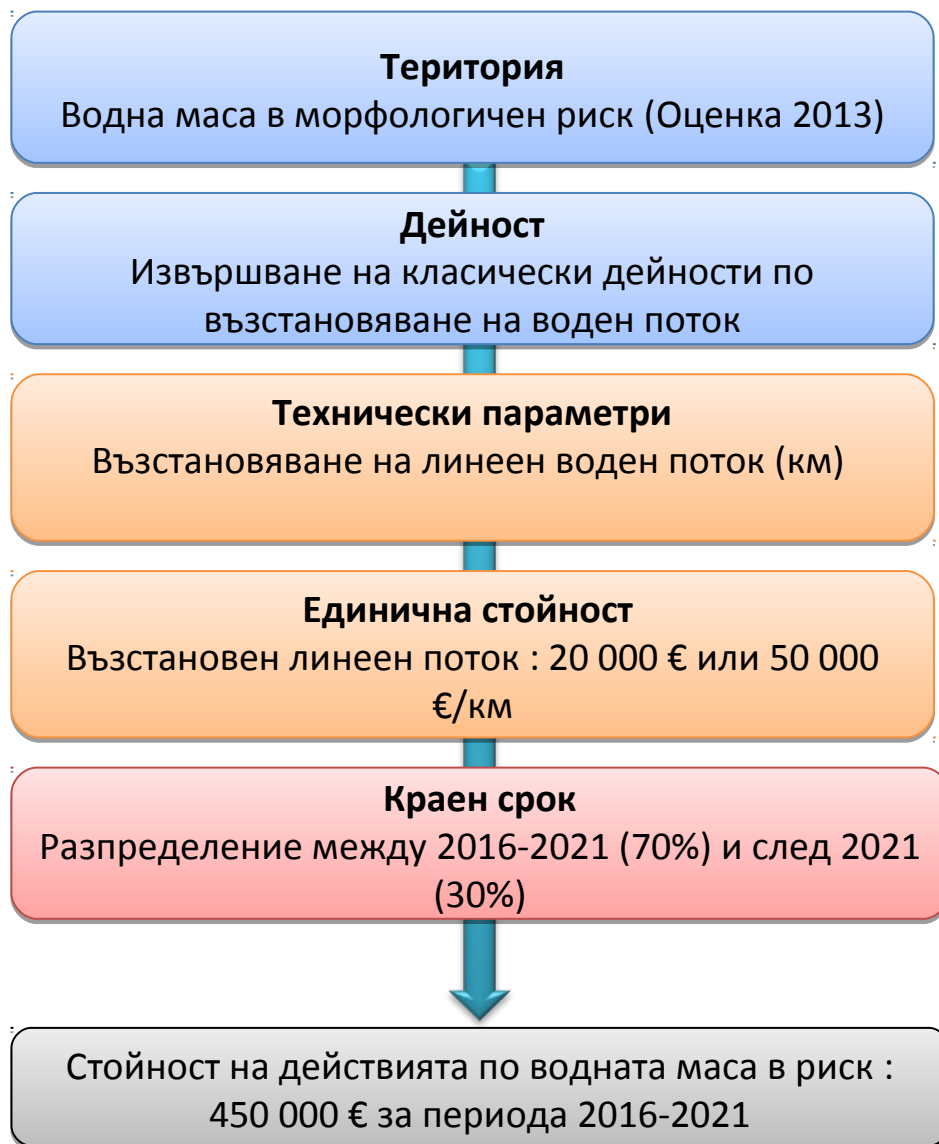 Територия
Водна маса в морфологичен риск (Оценка 2013)
Дейност
Извършване на класически дейности по
възстановяване на воден поток
Технически параметри
Възстановяване на линеен воден поток (км)
Единична стойност
Възстановен линеен поток : 20 000 € или 50 000
€/км
Краен срок
Разпределение между 2016-2021 (70%) и след 2021
(30%)
Стойност на действията по водната маса в риск :
450 000 € за периода 2016-2021